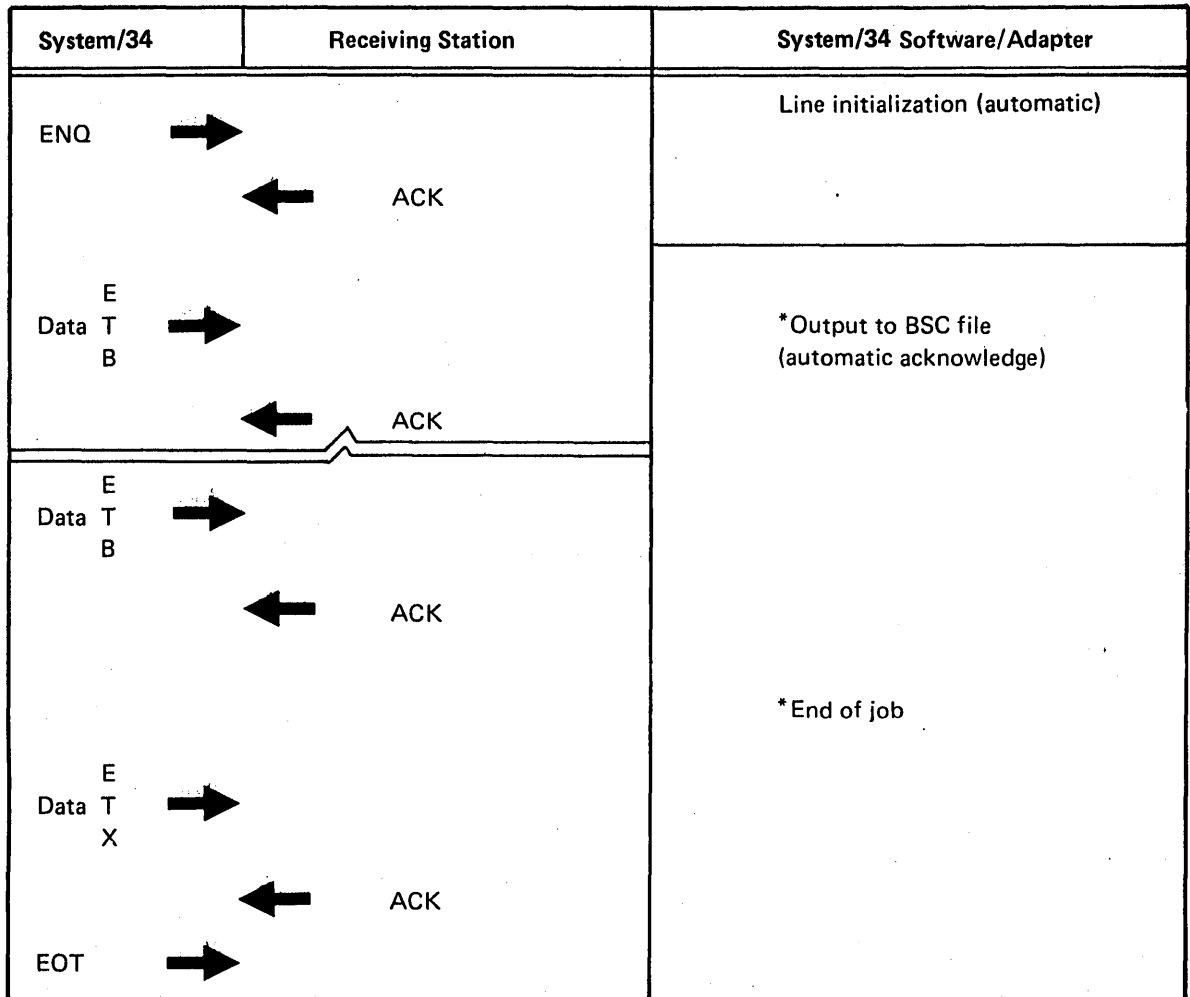 System/34 Receiving Station System/34 Software/Adapter
Line initialization (automatic)
ENQ
ACK
E
Data T
B
*Output to BSC file
(automatic acknowledge)
ACK
E
Data T
B
ACK
*End of job
E
Data T
X
ACK
EOT